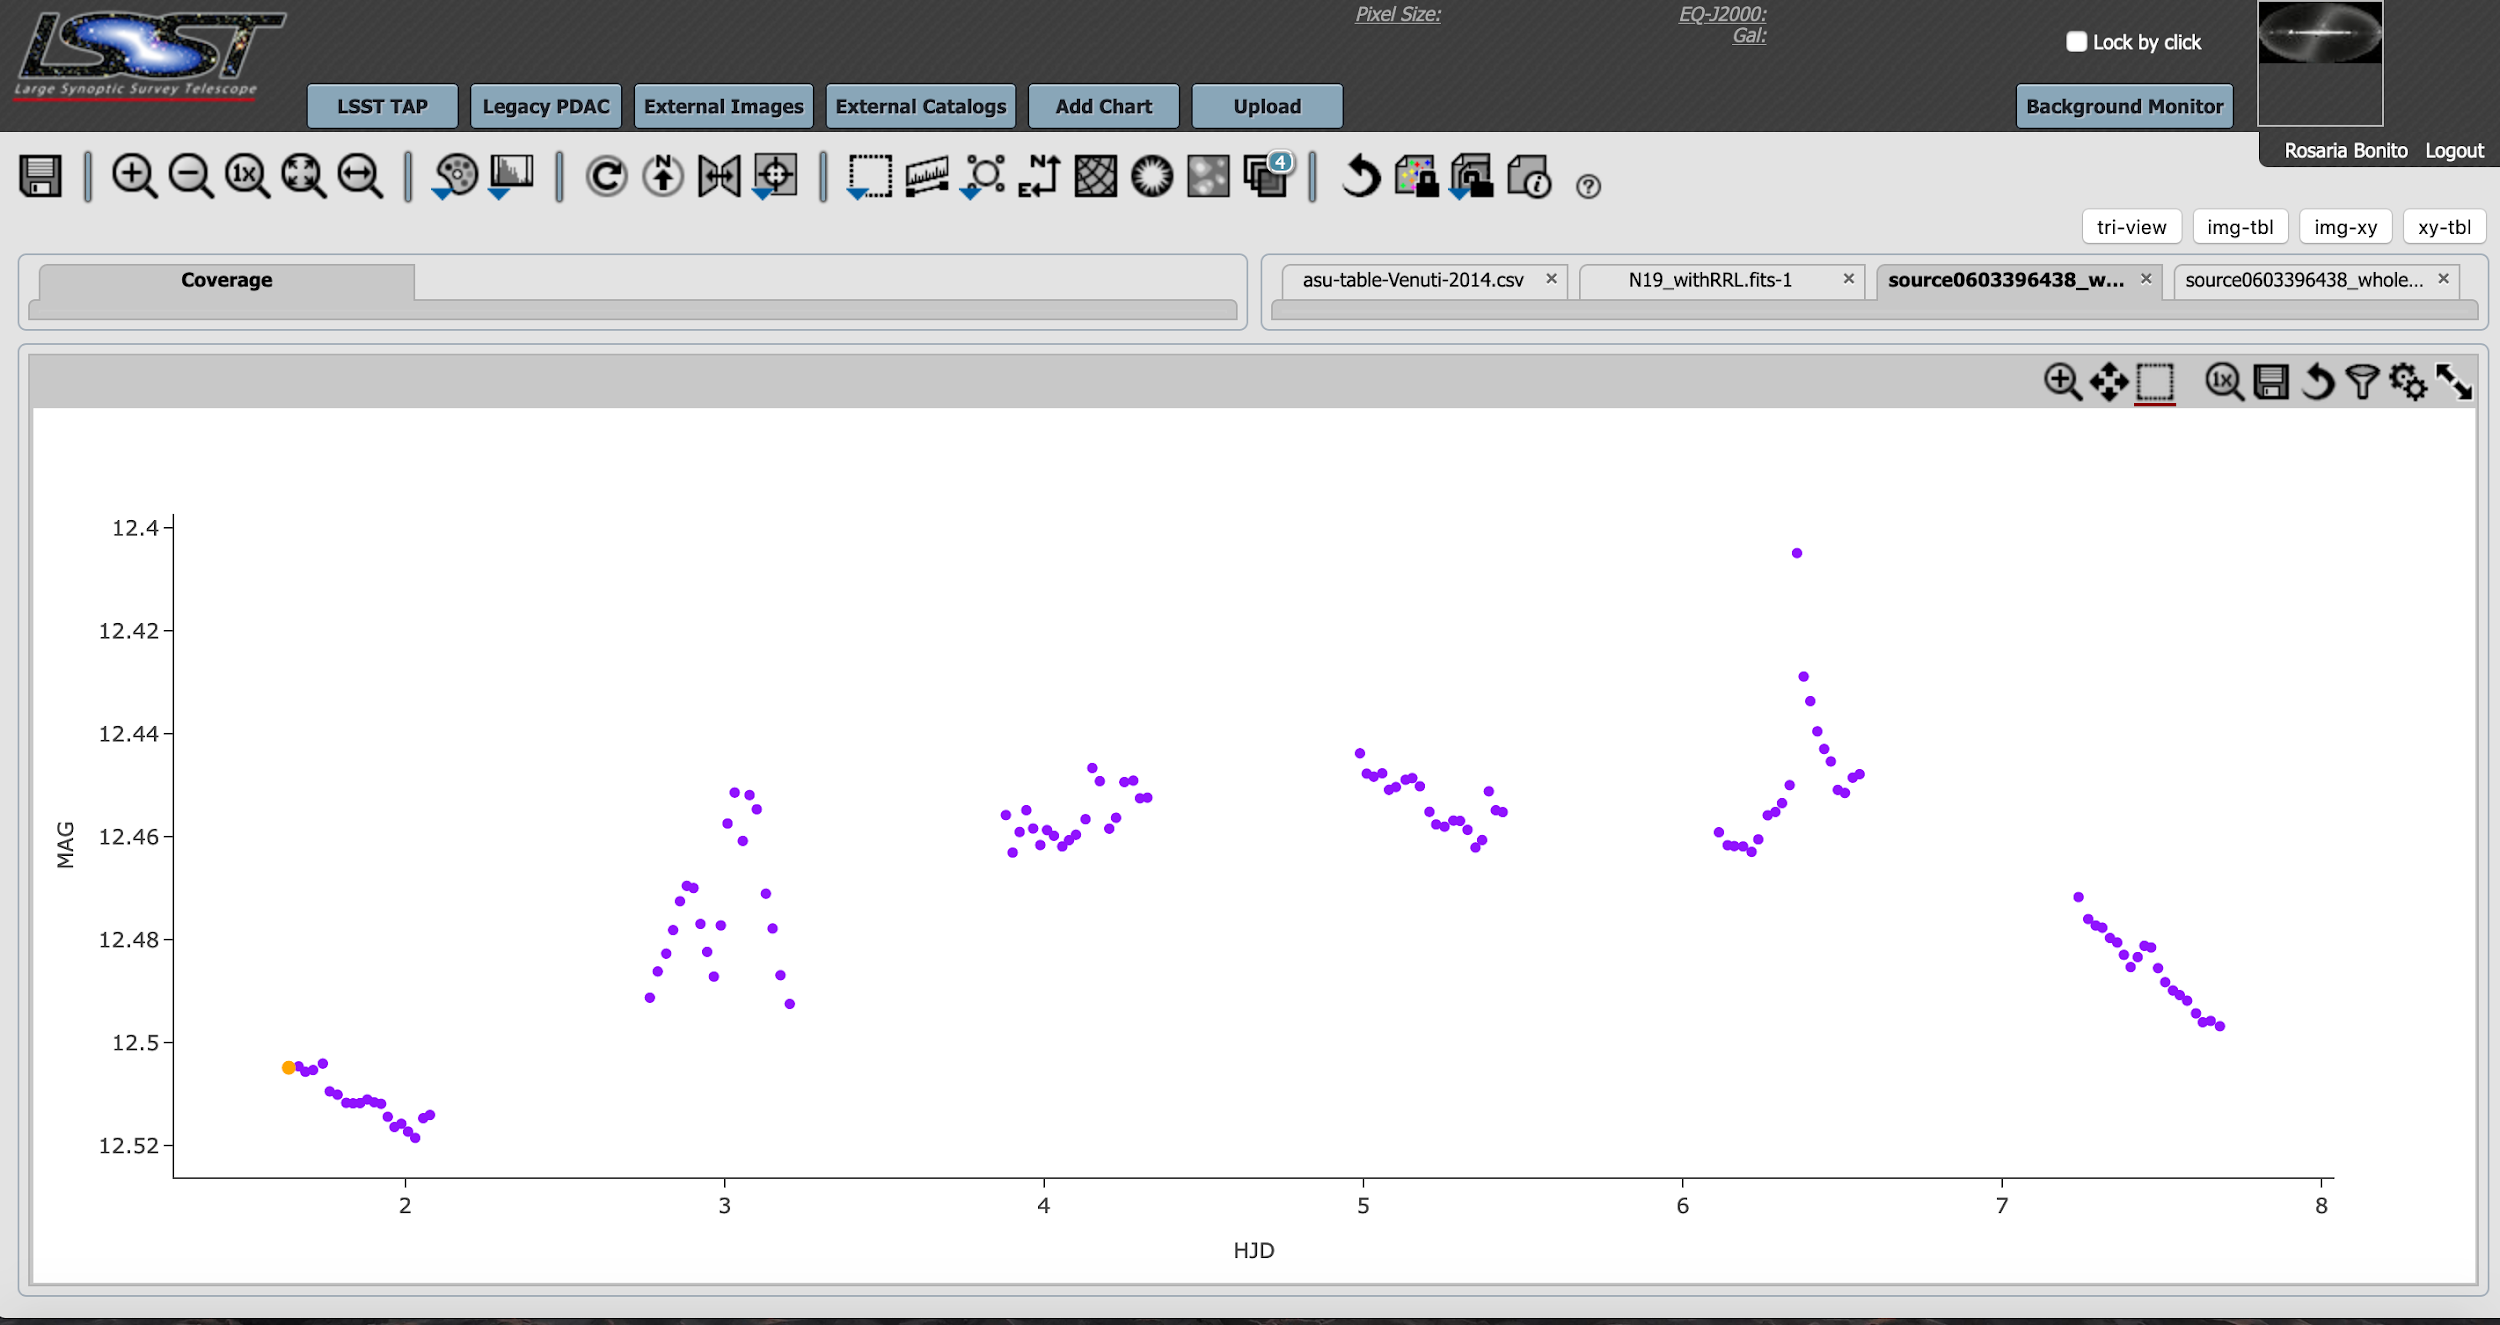 LSST
Large Synoptic Survey Telescope
Pixel Size:
EQ-J2000:
Gal:
Lock by click
LSST TAP
Legacy PDAC
External Images
External Catalogs
Add Chart
Upload
Background Monitor
Rosaria Bonito Logout
1x
N
4
N
E
i
?
tri-view
img-tbl
img-xy
xy-tbl
Coverage
asu-table-Venuti-2014.csv ×
N19_withRRL.fits-1 ×
source0603396438_w... ×
source0603396438_whole... ×
1x
12.4
12.42
12.44
12.46
12.48
12.5
12.52
MAG
2 3 4 5 6 7 8
HJD